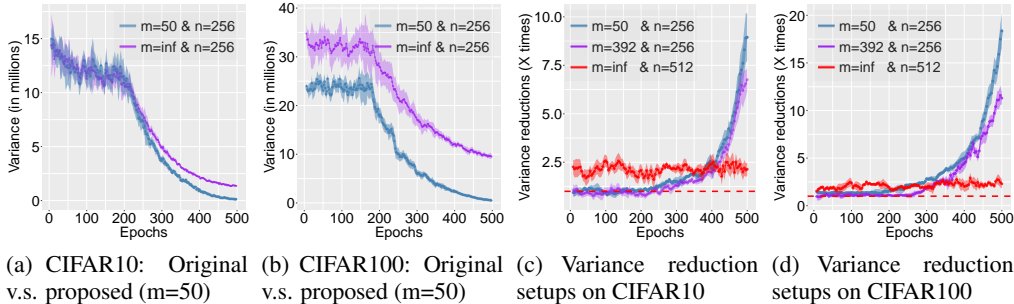 m=50 & n=256
m=inf & n=256
Variance (in millions)
15
10
5
0
0 100 200 300 400 500
Epochs
m=50 & n=256
m=inf & n=256
Variance (in millions)
40
30
20
10
0
0 100 200 300 400 500
Epochs
m=50 & n=256
m=392 & n=256
m=inf & n=512
Variance reductions (X times)
10.0
7.5
5.0
2.5
0 100 200 300 400 500
Epochs
m=50 & n=256
m=392 & n=256
m=inf & n=512
Variance reductions (X times)
20
15
10
5
0
0 100 200 300 400 500
Epochs
(a) CIFAR10: Original
v.s. proposed (m=50)
(b) CIFAR100: Original
v.s. proposed (m=50)
(c) Variance reduction
setups on CIFAR10
(d) Variance reduction
setups on CIFAR100